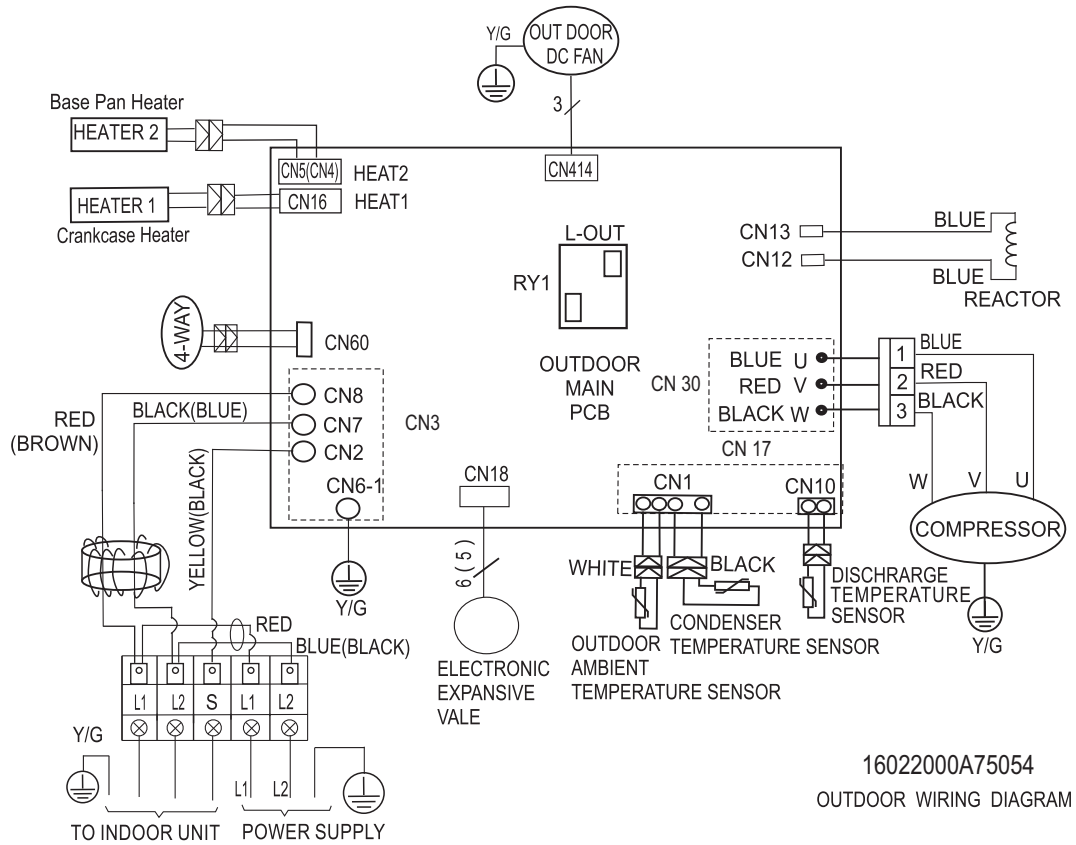 Y/G
OUT DOOR
DC FAN
3
Base Pan Heater
HEATER 2
CN5(CN4)
HEAT2
CN414
HEATER 1
CN16
HEAT1
Crankcase Heater
L-OUT
RY1
CN13
BLUE
CN12
BLUE
REACTOR
4-WAY
CN60
OUTDOOR
MAIN
PCB
CN 30
BLUE U
RED V
BLACK W
1
2
3
BLUE
RED
BLACK
CN 17
RED
(BROWN)
BLACK(BLUE)
YELLOW(BLACK)
CN8
CN7
CN2
CN6-1
CN3
Y/G
CN18
6 ( 5 )
ELECTRONIC
EXPANSIVE
VALE
CN1
CN10
WHITE
BLACK
OUTDOOR
AMBIENT
TEMPERATURE SENSOR
CONDENSER
TEMPERATURE SENSOR
DISCHRARGE
TEMPERATURE
SENSOR
W
V
U
COMPRESSOR
Y/G
RED
BLUE(BLACK)
L1
L2
S
L1
L2
Y/G
L1
L2
TO INDOOR UNIT
POWER SUPPLY
16022000A75054
OUTDOOR WIRING DIAGRAM